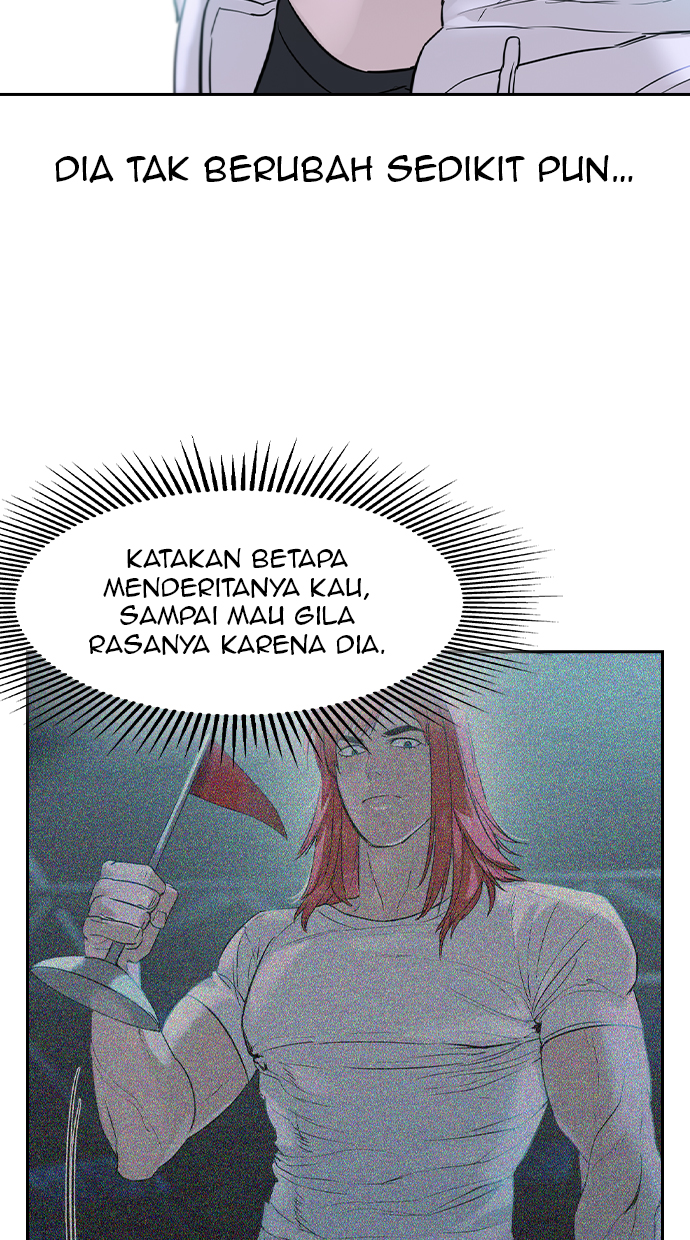 DIA TAK BERUBAH SEDIKIT PUN...
KATAKAN BETAPA
MENDERITANYA KAU,
SAMPAI MAU GILA
RASANYA KARENA DIA.